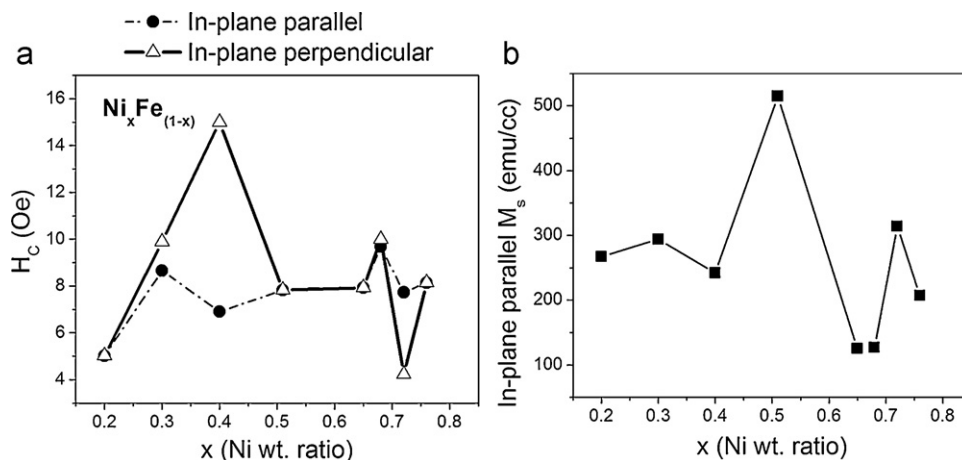 In-plane parallel
In-plane perpendicular
a
Ni_xFe_(1-x)
16
14
12
10
8
6
4
H_C (Oe)
0.2 0.3 0.4 0.5 0.6 0.7 0.8
x (Ni wt. ratio)
b
500
400
300
200
100
In-plane parallel M_s (emu/cc)
0.2 0.3 0.4 0.5 0.6 0.7 0.8
x (Ni wt. ratio)